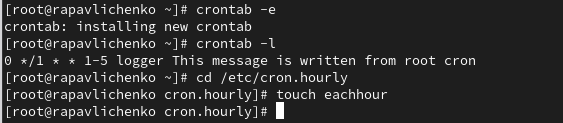 [root@rapavlichenko ~]# crontab -e
crontab: installing new crontab
[root@rapavlichenko ~]# crontab -l
0 */1 * * 1-5 logger This message is written from root cron
[root@rapavlichenko ~]# cd /etc/cron.hourly
[root@rapavlichenko cron.hourly]# touch eachhour
[root@rapavlichenko cron.hourly]#